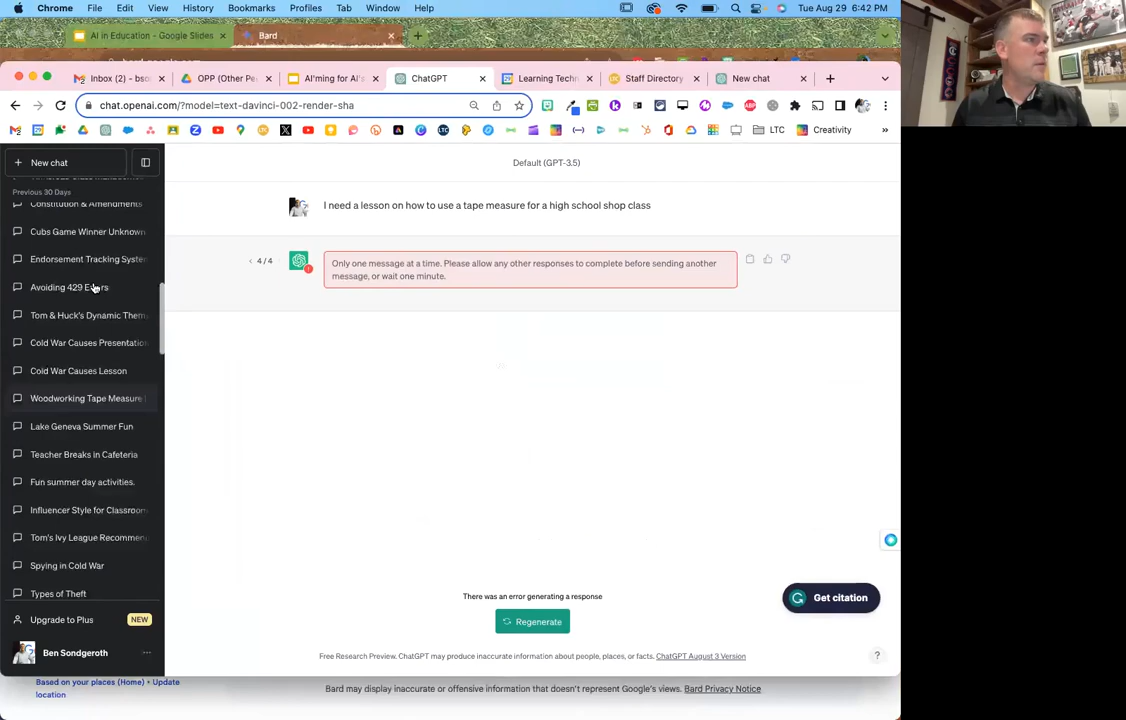 Chrome File Edit View History Bookmarks Profiles Tab Window Help Tue Aug 29 6:42 PM
AI in Education - Google Slides × Bard × +
Inbox (2) - bso × OPP (Other Pe × AI'ming for AI's × ChatGPT × Learning Techn × Staff Directory × New chat × +
chat.openai.com/?model=text-davinci-002-render-sha
LTC Creativity »
+ New chat
Default (GPT-3.5)
Previous 30 Days
Constitution & Amendments
I need a lesson on how to use a tape measure for a high school shop class
Cubs Game Winner Unknown
Endorsement Tracking System
< 4/4
Only one message at a time. Please allow any other responses to complete before sending another
message, or wait one minute.
Avoiding 429
Tom & Huck's Dynamic Them
Cold War Causes Presentation
Cold War Causes Lesson
Woodworking Tape Measure
Lake Geneva Summer Fun
Teacher Breaks in Cafeteria
Fun summer day activities.
Influencer Style for Classroom
Tom's Ivy League Recommen
Spying in Cold War
Types of Theft
There was an error generating a response
Get citation
Upgrade to Plus NEW
Regenerate
Ben Sondgeroth ...
Free Research Preview. ChatGPT may produce inaccurate information about people, places, or facts. ChatGPT August 3 Version
?
Based on your places (Home) • Update
location
Bard may display inaccurate or offensive information that doesn't represent Google's views. Bard Privacy Notice